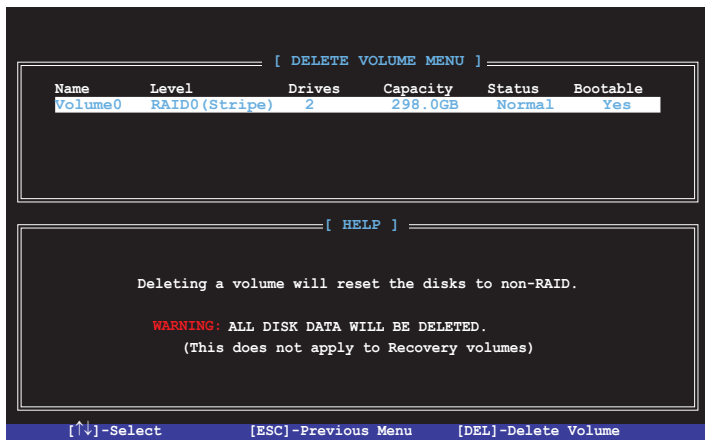 [ DELETE VOLUME MENU ]
Name Level Drives Capacity Status Bootable
Volume0 RAID0(Stripe) 2 298.0GB Normal Yes
[ HELP ]
Deleting a volume will reset the disks to non-RAID.
WARNING: ALL DISK DATA WILL BE DELETED.
(This does not apply to Recovery volumes)
[↑↓]-Select [ESC]-Previous Menu [DEL]-Delete Volume